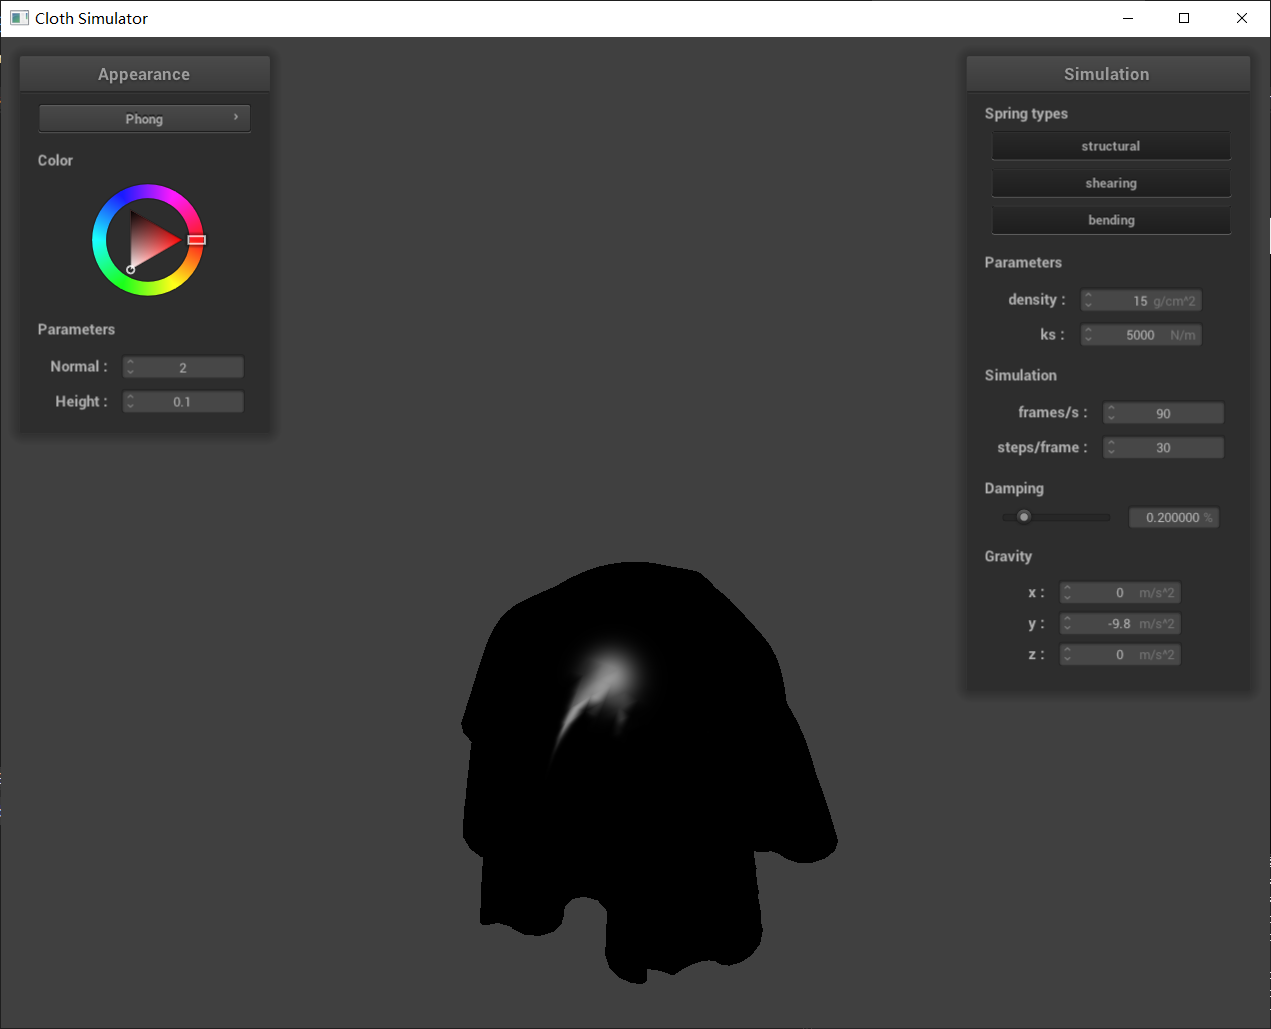 Cloth Simulator
Appearance
Phong
Color
Parameters
Normal : 2
Height : 0.1
Simulation
Spring types
structural
shearing
bending
Parameters
density : 15 g/cm^2
ks : 5000 N/m
Simulation
frames/s : 90
steps/frame : 30
Damping
0.200000 %
Gravity
x : 0 m/s^2
y : -9.8 m/s^2
z : 0 m/s^2